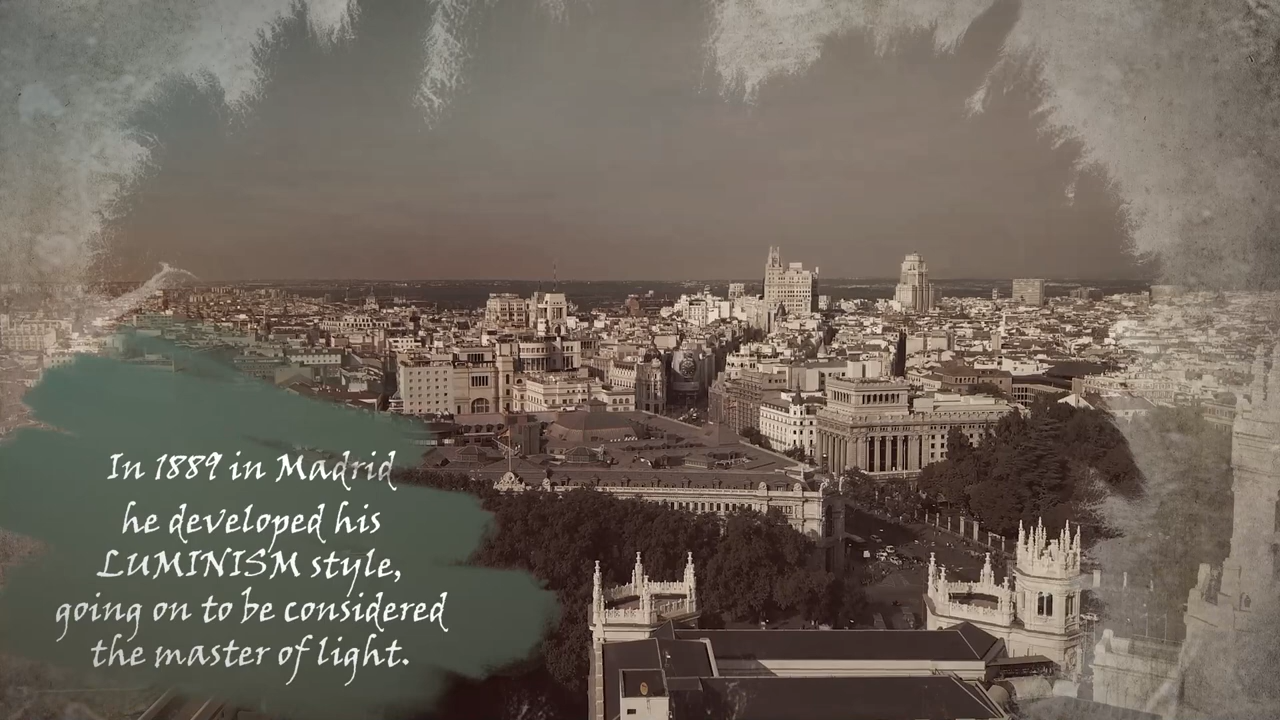 In 1889 in Madrid
he developed his
LUMINISM style,
going on to be considered
the master of light.